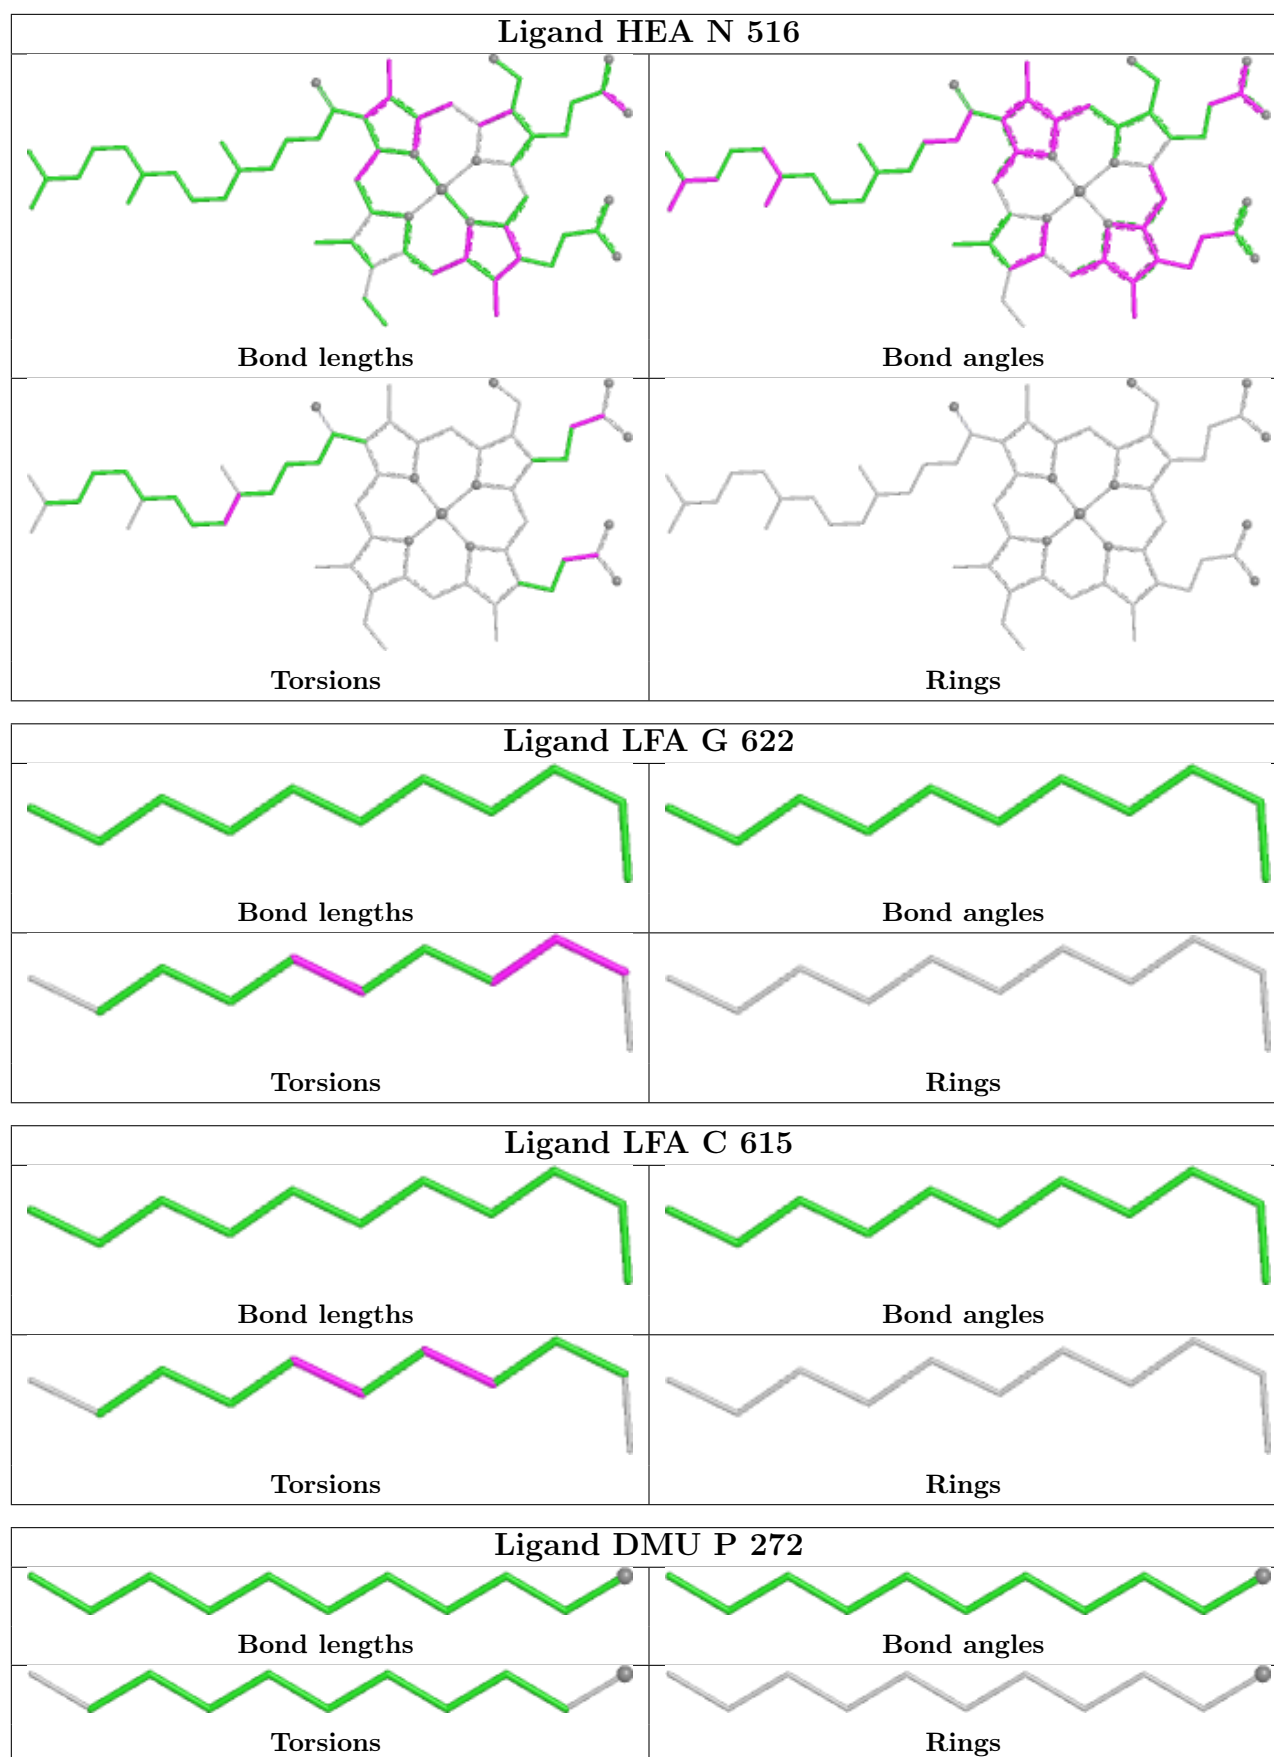 Ligand HEA N 516
Bond lengths
Bond angles
Torsions
Rings
Ligand LFA G 622
Bond lengths
Bond angles
Torsions
Rings
Ligand LFA C 615
Bond lengths
Bond angles
Torsions
Rings
Ligand DMU P 272
Bond lengths
Bond angles
Torsions
Rings